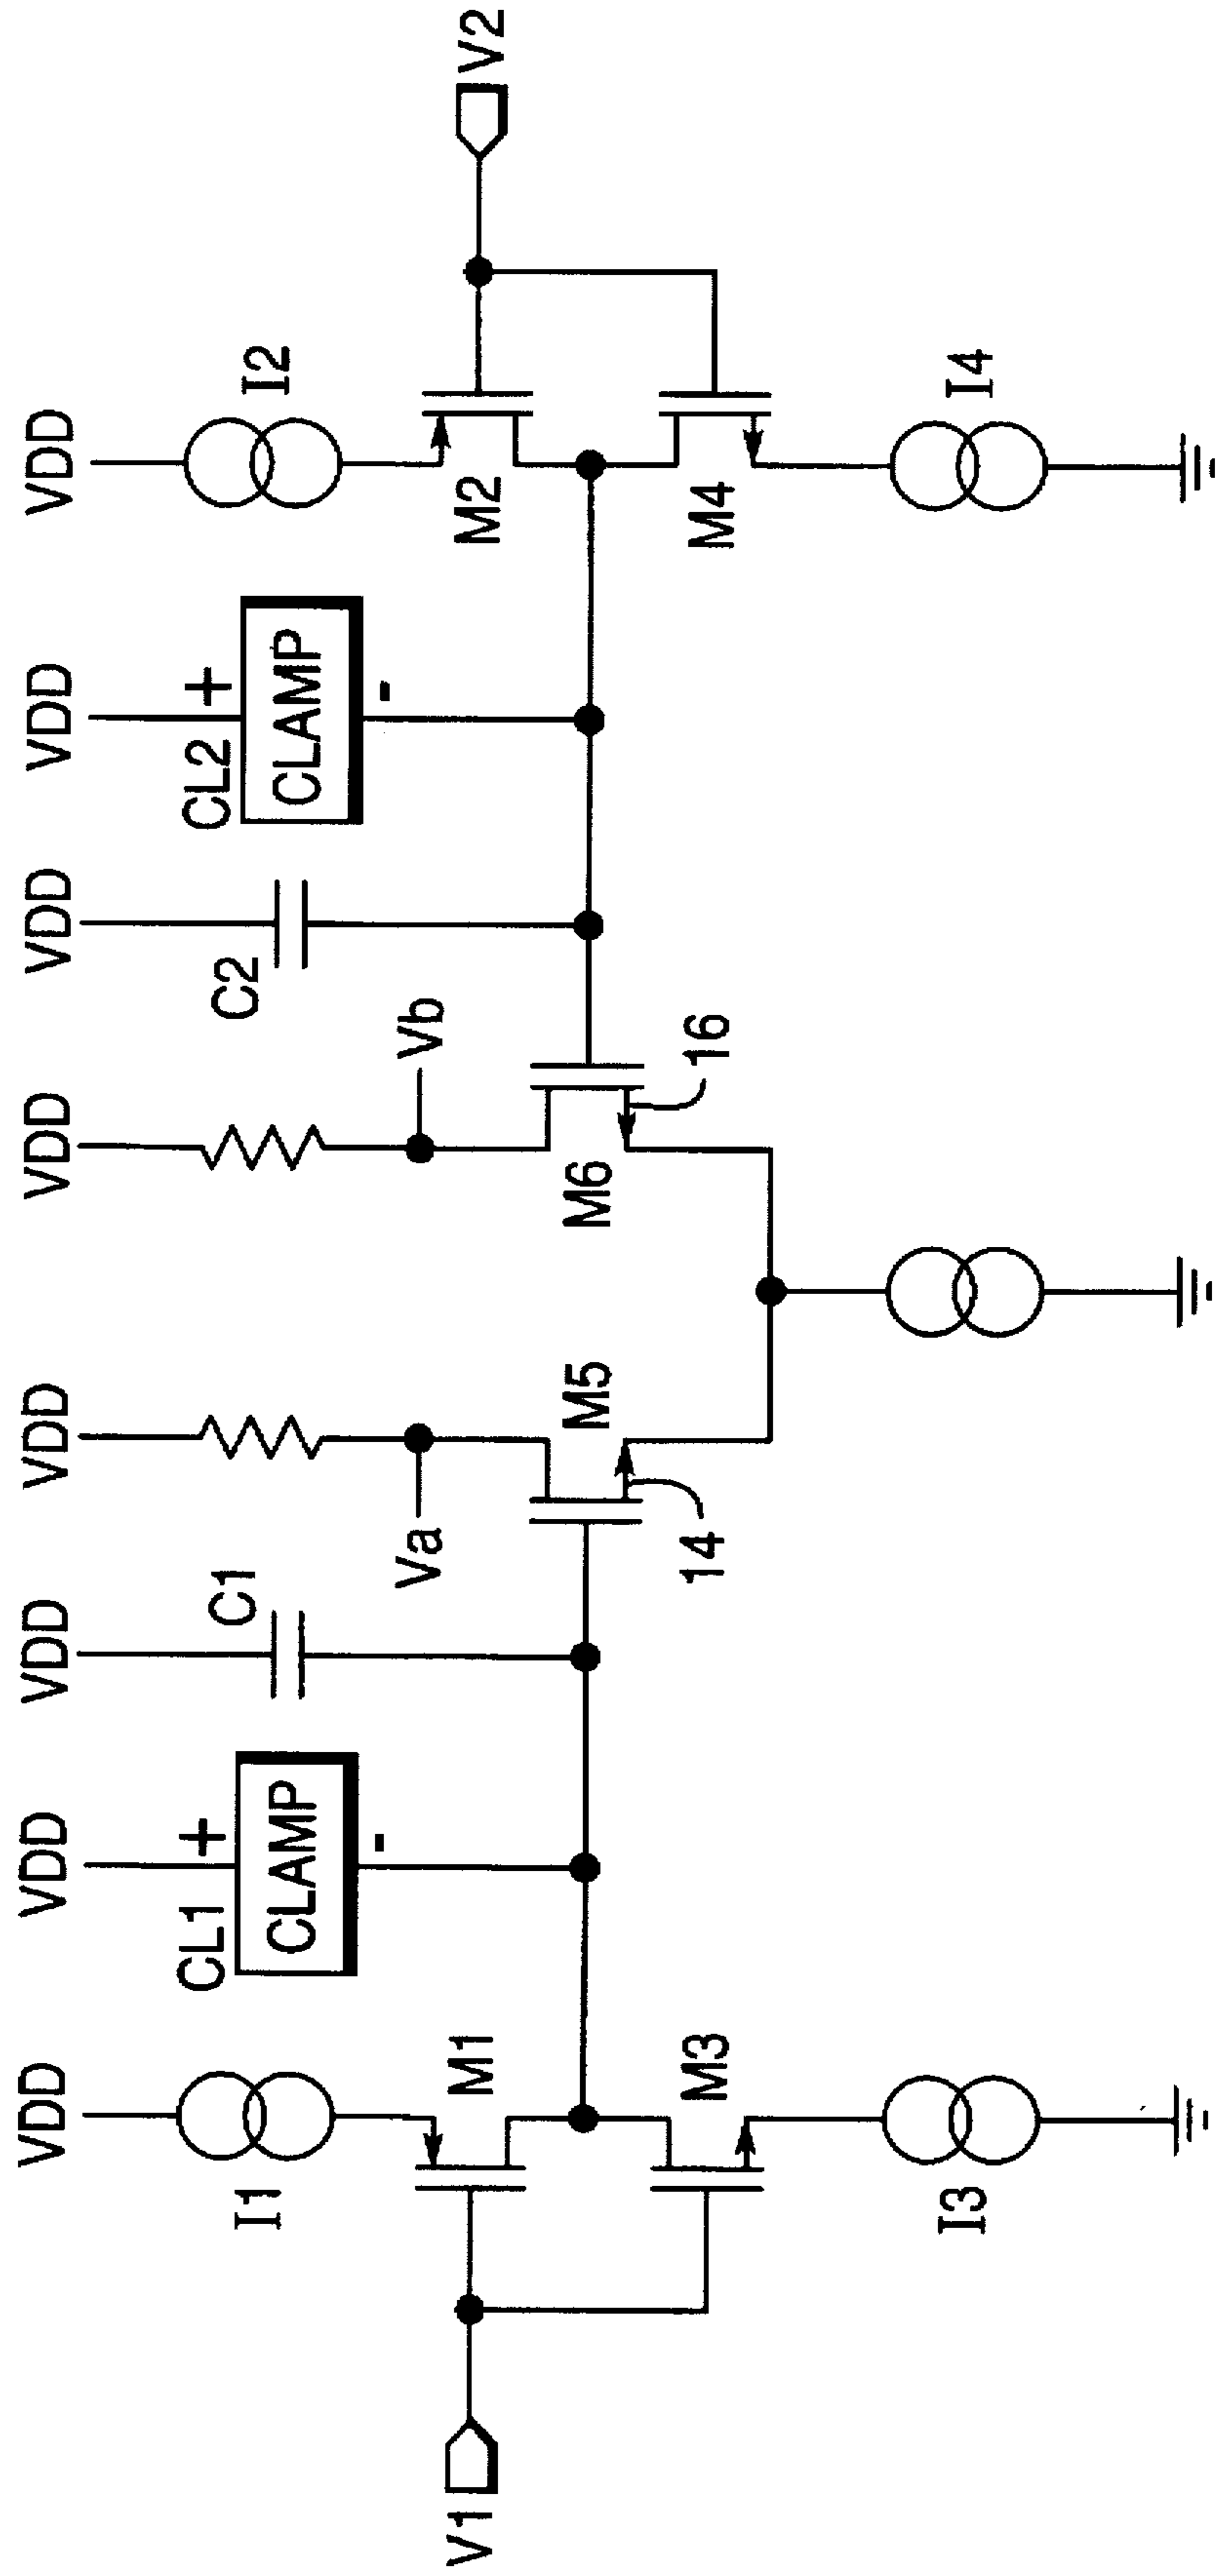 VDD
VDD
VDD
VDD
VDD
VDD
VDD
VDD
I1
CL1
+
CLAMP
-
C1
C2
CL2
+
CLAMP
-
I2
V1
M1
Va
Vb
M2
V2
M5
M6
M3
14
16
M4
I3
I4